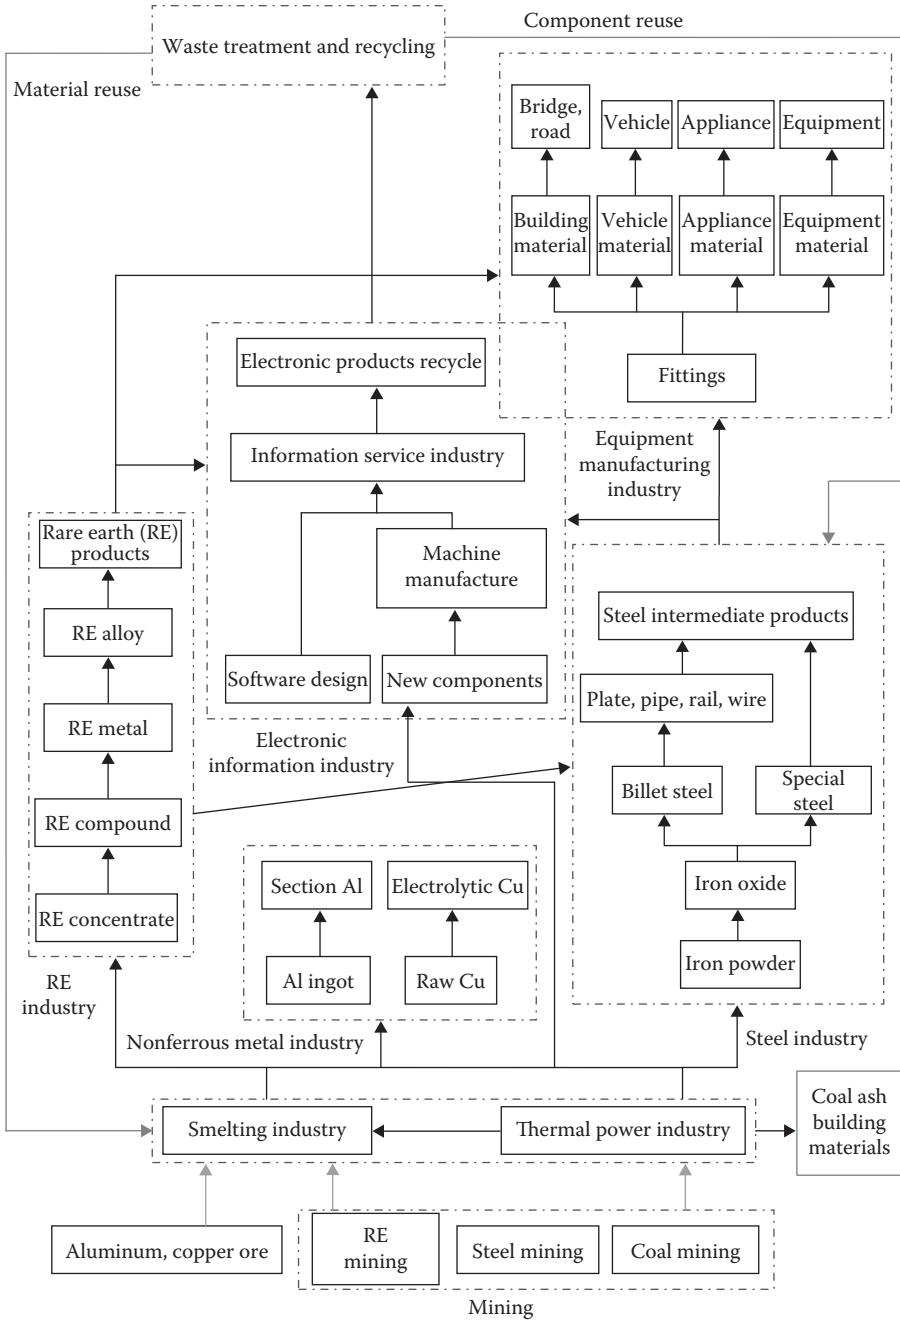 Component reuse
Waste treatment and recycling
Material reuse
Bridge,
road
Vehicle
Appliance
Equipment
Building
material
Vehicle
material
Appliance
material
Equipment
material
Electronic products recycle
Fittings
Information service industry
Equipment
manufacturing
industry
Rare earth (RE)
products
Machine
manufacture
Steel intermediate products
RE alloy
Software design
New components
Plate, pipe, rail, wire
RE metal
Electronic
information industry
Billet steel
Special
steel
RE compound
Section Al
Electrolytic Cu
Iron oxide
RE concentrate
Al ingot
Raw Cu
Iron powder
RE
industry
Nonferrous metal industry
Steel industry
Smelting industry
Thermal power industry
Coal ash
building
materials
Aluminum, copper ore
RE
mining
Steel mining
Coal mining
Mining